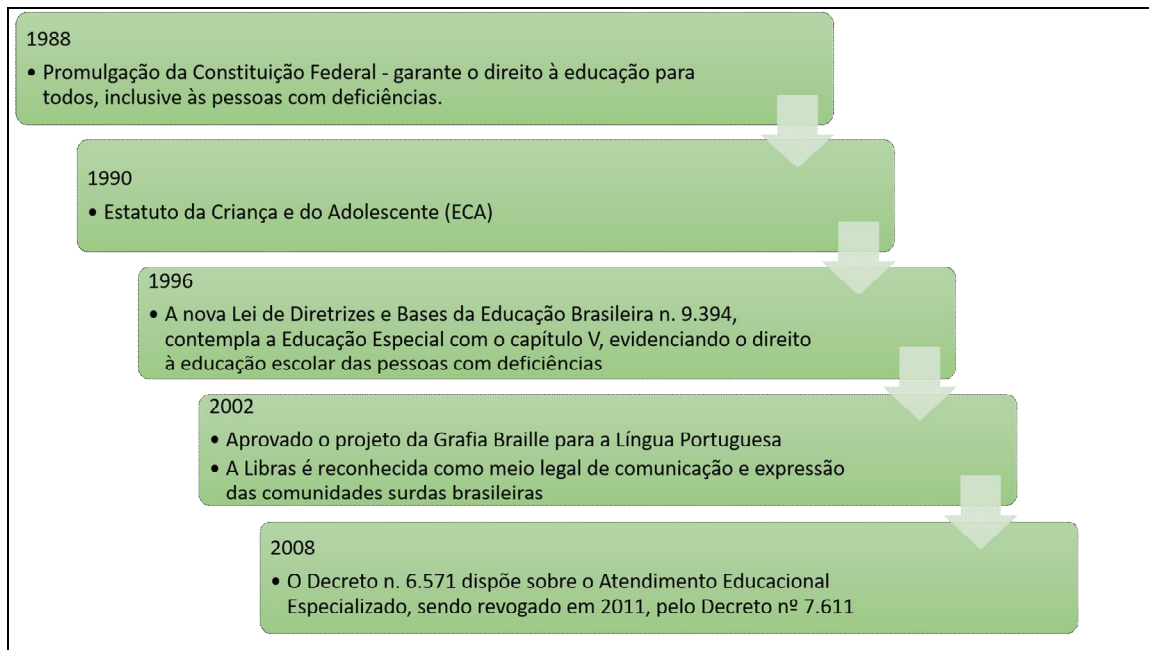 1988
• Promulgação da Constituição Federal - garante o direito à educação para
todos, inclusive às pessoas com deficiências.
1990
• Estatuto da Criança e do Adolescente (ECA)
1996
• A nova Lei de Diretrizes e Bases da Educação Brasileira n. 9.394,
contempla a Educação Especial com o capítulo V, evidenciando o direito
à educação escolar das pessoas com deficiências
2002
• Aprovado o projeto da Grafia Braille para a Língua Portuguesa
• A Libras é reconhecida como meio legal de comunicação e expressão
das comunidades surdas brasileiras
2008
• O Decreto n. 6.571 dispõe sobre o Atendimento Educacional
Especializado, sendo revogado em 2011, pelo Decreto nº 7.611